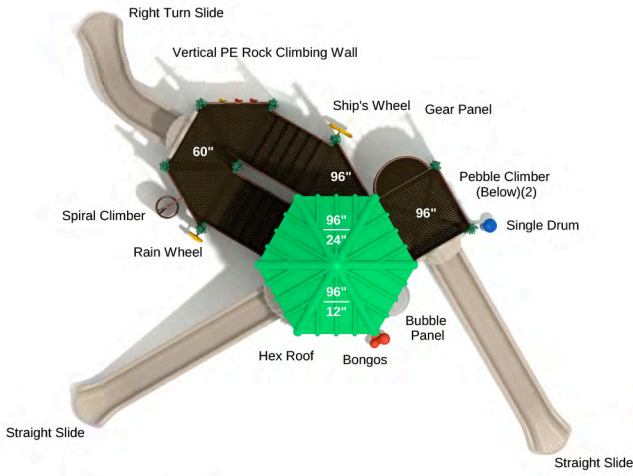 Right Turn Slide
Vertical PE Rock Climbing Wall
Ship's Wheel
Gear Panel
60"
96"
Pebble Climber
(Below)(2)
96"
Spiral Climber
96"
24"
Single Drum
Rain Wheel
96"
12"
Bubble
Panel
Hex Roof
Bongos
Straight Slide
Straight Slide